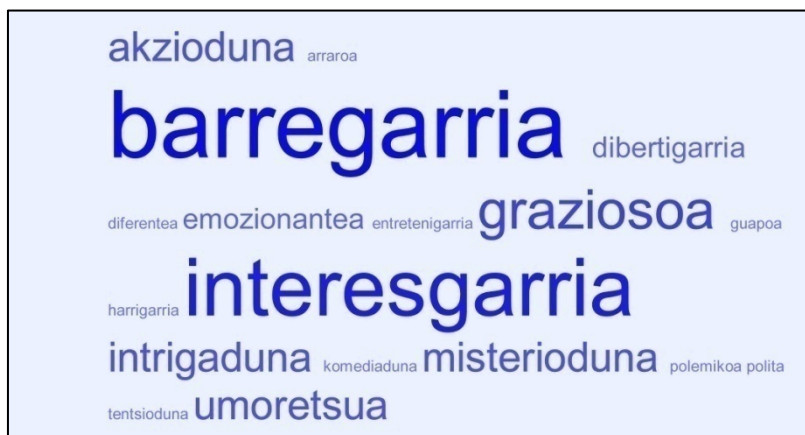 akzioduna arraroa
barregarria dibertigarria
diferentea emozionantea entretenigarria graziosoa guapoa
harrigarria interesgarria
intrigaduna komediaduna misterioduna polemikoa polita
tentsioduna umoretsua